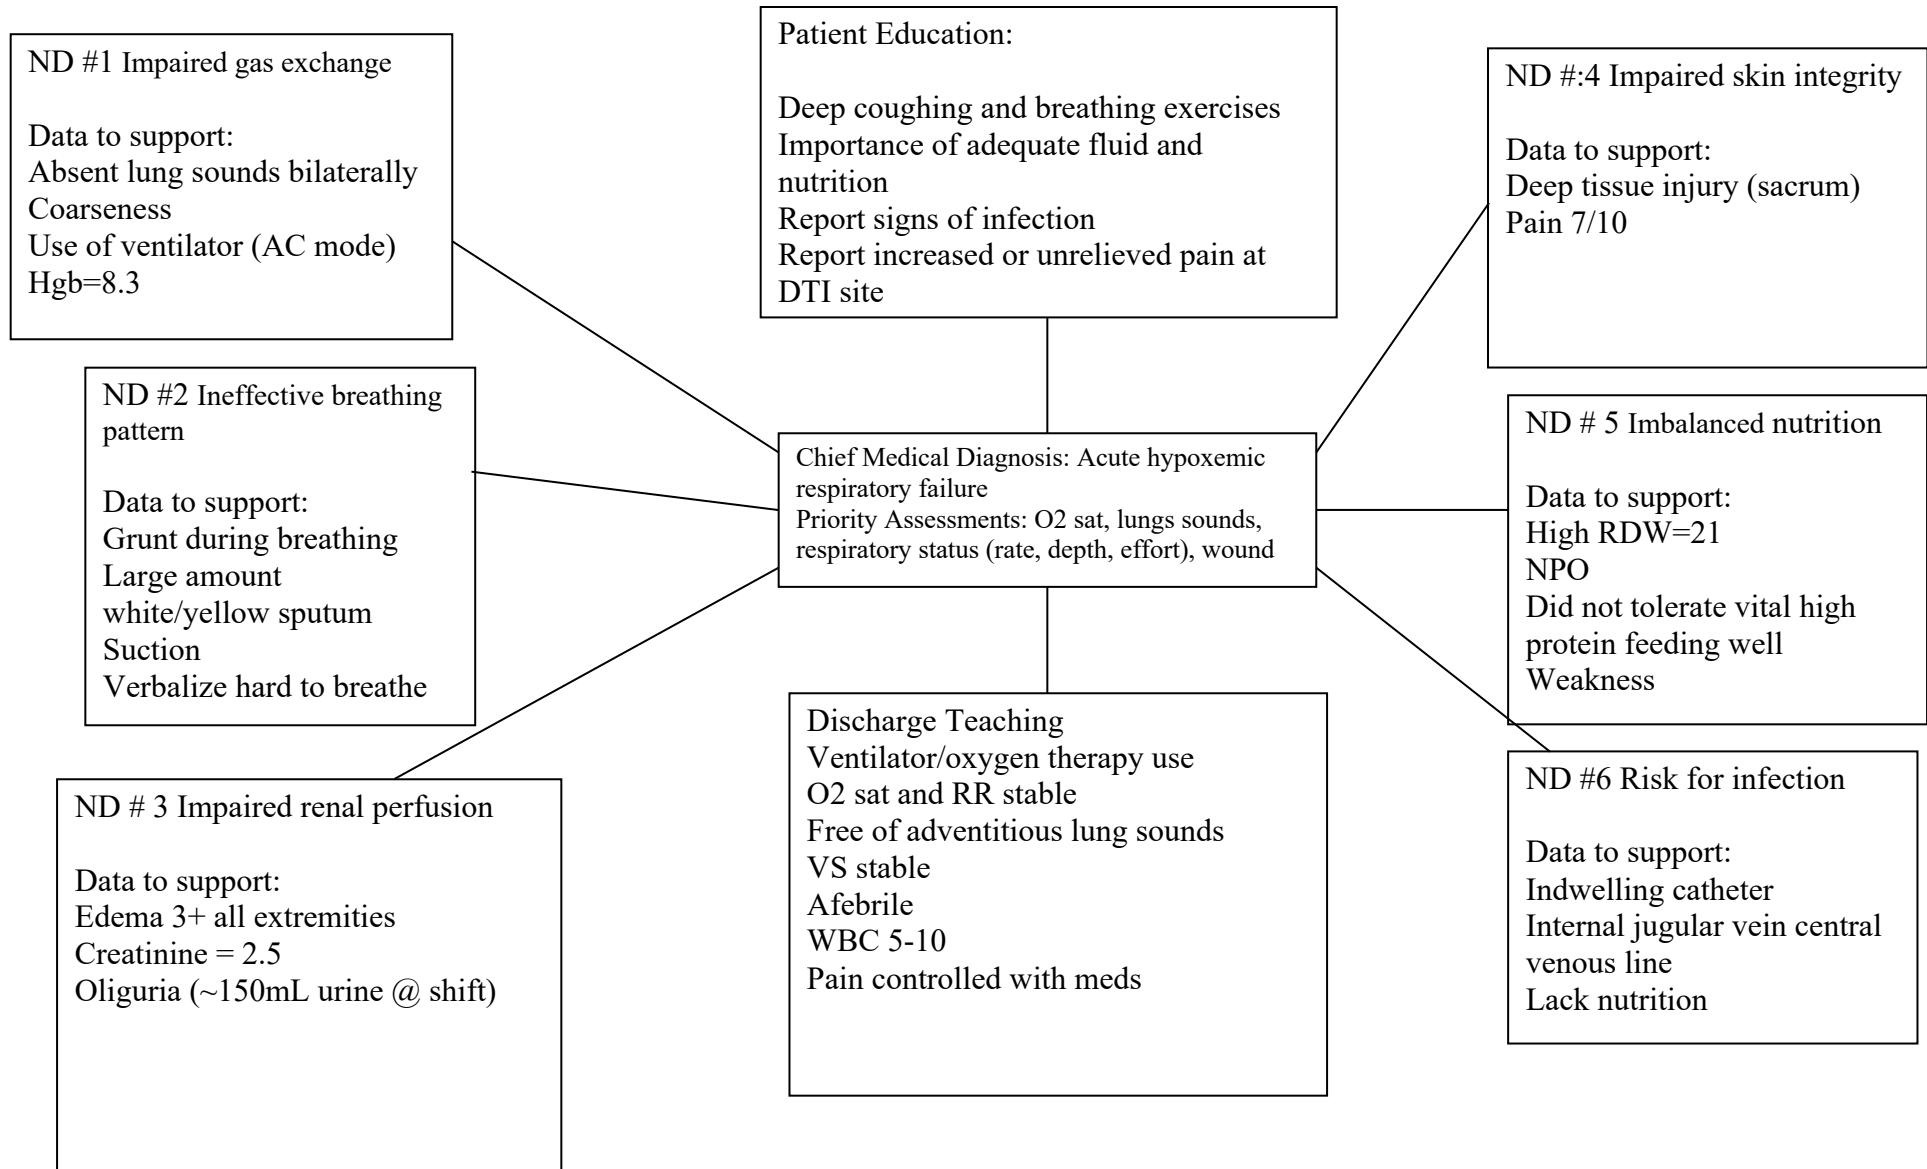 ND #1 Impaired gas exchange
Data to support:
Absent lung sounds bilaterally
Coarseness
Use of ventilator (AC mode)
Hgb=8.3
Patient Education:
Deep coughing and breathing exercises
Importance of adequate fluid and
nutrition
Report signs of infection
Report increased or unrelieved pain at
DTI site
ND #:4 Impaired skin integrity
Data to support:
Deep tissue injury (sacrum)
Pain 7/10
ND #2 Ineffective breathing
pattern
Data to support:
Grunt during breathing
Large amount
white/yellow sputum
Suction
Verbalize hard to breathe
Chief Medical Diagnosis: Acute hypoxemic
respiratory failure
Priority Assessments: O2 sat, lungs sounds,
respiratory status (rate, depth, effort), wound
ND # 5 Imbalanced nutrition
Data to support:
High RDW=21
NPO
Did not tolerate vital high
protein feeding well
Weakness
ND # 3 Impaired renal perfusion
Data to support:
Edema 3+ all extremities
Creatinine = 2.5
Oliguria (~150mL urine @ shift)
Discharge Teaching
Ventilator/oxygen therapy use
O2 sat and RR stable
Free of adventitious lung sounds
VS stable
Afebrile
WBC 5-10
Pain controlled with meds
ND #6 Risk for infection
Data to support:
Indwelling catheter
Internal jugular vein central
venous line
Lack nutrition